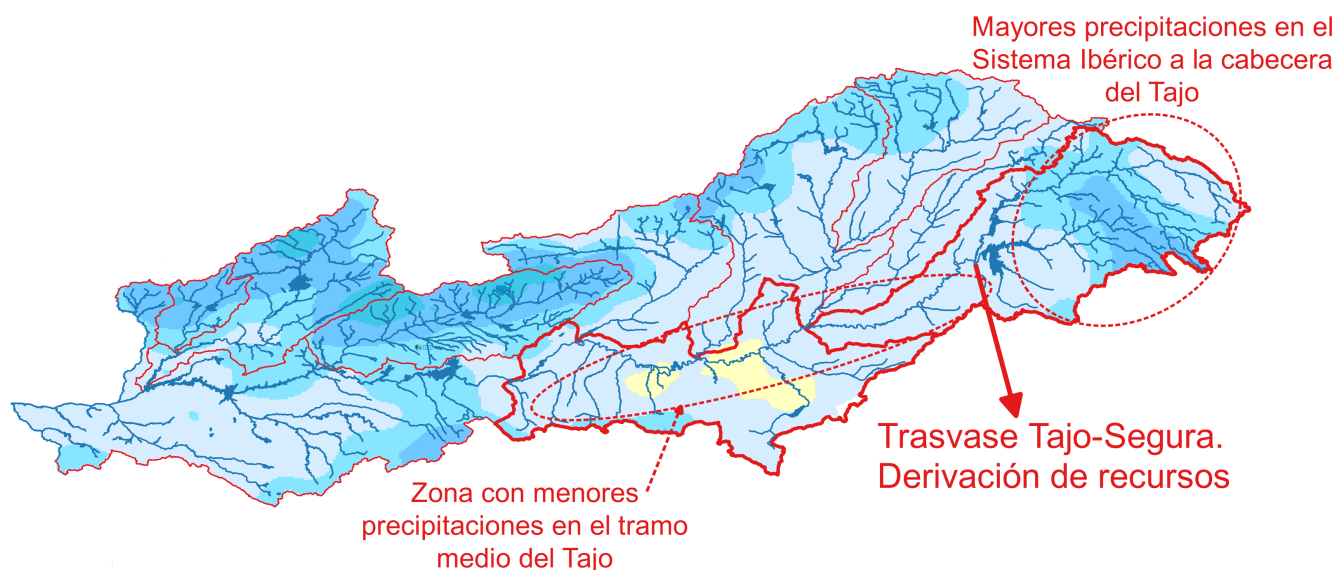 Mayores precipitaciones en el
Sistema Ibérico a la cabecera
del Tajo
Trasvase Tajo-Segura.
Derivación de recursos
Zona con menores
precipitaciones en el tramo
medio del Tajo